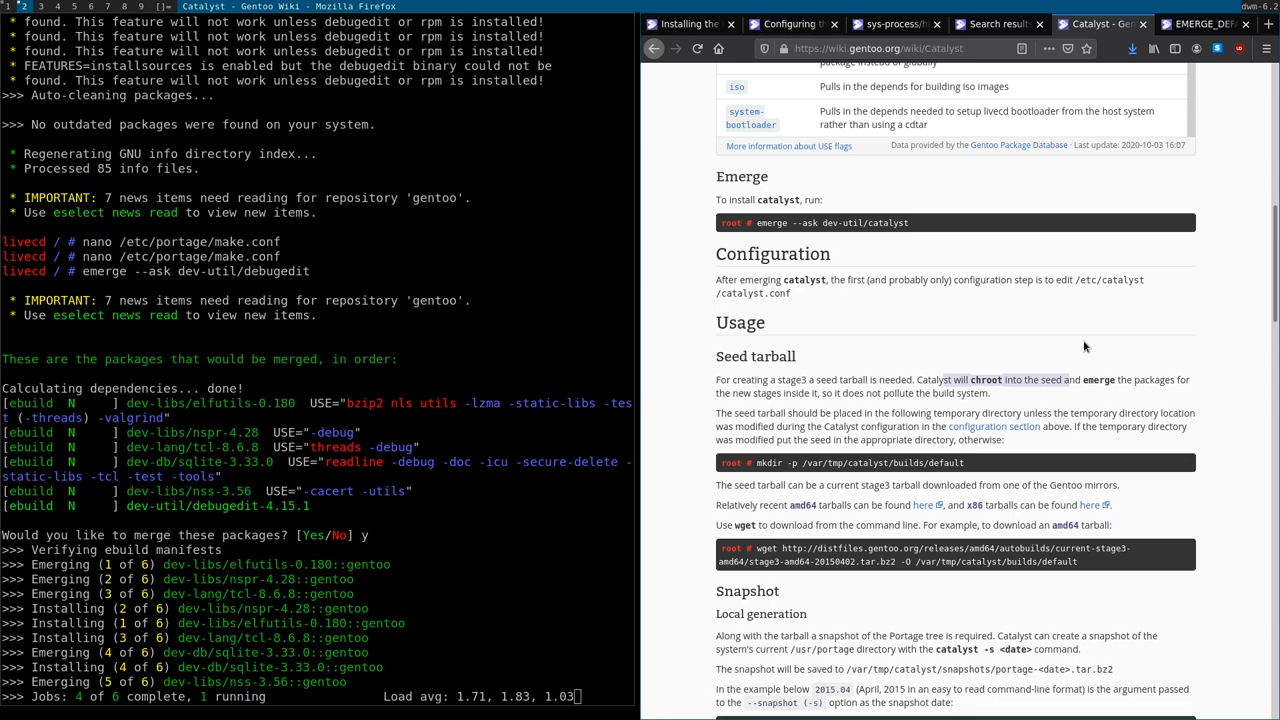 1 2 3 4 5 6 7 8 9 []= Catalyst - Gentoo Wiki - Mozilla Firefox
dwm-6.2
* found. This feature will not work unless debugedit or rpm is installed!
* found. This feature will not work unless debugedit or rpm is installed!
* found. This feature will not work unless debugedit or rpm is installed!
* FEATURES=installsources is enabled but the debugedit binary could not be
* found. This feature will not work unless debugedit or rpm is installed!
>>> Auto-cleaning packages...
>>> No outdated packages were found on your system.
* Regenerating GNU info directory index...
* Processed 85 info files.
* IMPORTANT: 7 news items need reading for repository 'gentoo'.
* Use eselect news read to view new items.
livecd / # nano /etc/portage/make.conf
livecd / # nano /etc/portage/make.conf
livecd / # emerge --ask dev-util/debugedit
* IMPORTANT: 7 news items need reading for repository 'gentoo'.
* Use eselect news read to view new items.
These are the packages that would be merged, in order:
Calculating dependencies... done!
[ebuild  N     ] dev-libs/elfutils-0.180  USE="bzip2 nls utils -lzma -static-libs -tes
t (-threads) -valgrind"
[ebuild  N     ] dev-libs/nspr-4.28  USE="-debug"
[ebuild  N     ] dev-lang/tcl-8.6.8  USE="threads -debug"
[ebuild  N     ] dev-db/sqlite-3.33.0  USE="readline -debug -doc -icu -secure-delete -
static-libs -tcl -test -tools"
[ebuild  N     ] dev-libs/nss-3.56  USE="-cacert -utils"
[ebuild  N     ] dev-util/debugedit-4.15.1
Would you like to merge these packages? [Yes/No] y
>>> Verifying ebuild manifests
>>> Emerging (1 of 6) dev-libs/elfutils-0.180::gentoo
>>> Emerging (2 of 6) dev-libs/nspr-4.28::gentoo
>>> Emerging (3 of 6) dev-lang/tcl-8.6.8::gentoo
>>> Installing (2 of 6) dev-libs/nspr-4.28::gentoo
>>> Installing (1 of 6) dev-libs/elfutils-0.180::gentoo
>>> Installing (3 of 6) dev-lang/tcl-8.6.8::gentoo
>>> Emerging (4 of 6) dev-db/sqlite-3.33.0::gentoo
>>> Installing (4 of 6) dev-db/sqlite-3.33.0::gentoo
>>> Emerging (5 of 6) dev-libs/nss-3.56::gentoo
>>> Jobs: 4 of 6 complete, 1 running                Load avg: 1.71, 1.83, 1.03
Installing the
Configuring th
sys-process/h
Search results
Catalyst - Gen
EMERGE_DEF
https://wiki.gentoo.org/wiki/Catalyst
package instead of globally
iso
Pulls in the depends for building iso images
system-
bootloader
Pulls in the depends needed to setup livecd bootloader from the host system
rather than using a cdtar
More information about USE flags
Data provided by the Gentoo Package Database · Last update: 2020-10-03 16:07
Emerge
To install catalyst, run:
root # emerge --ask dev-util/catalyst
Configuration
After emerging catalyst, the first (and probably only) configuration step is to edit /etc/catalyst
/catalyst.conf
Usage
Seed tarball
For creating a stage3 a seed tarball is needed. Catalyst will chroot into the seed and emerge the packages for
the new stages inside it, so it does not pollute the build system.
The seed tarball should be placed in the following temporary directory unless the temporary directory location
was modified during the Catalyst configuration in the configuration section above. If the temporary directory
was modified put the seed in the appropriate directory, otherwise:
root # mkdir -p /var/tmp/catalyst/builds/default
The seed tarball can be a current stage3 tarball downloaded from one of the Gentoo mirrors.
Relatively recent amd64 tarballs can be found here, and x86 tarballs can be found here.
Use wget to download from the command line. For example, to download an amd64 tarball:
root # wget http://distfiles.gentoo.org/releases/amd64/autobuilds/current-stage3-
amd64/stage3-amd64-20150402.tar.bz2 -O /var/tmp/catalyst/builds/default
Snapshot
Local generation
Along with the tarball a snapshot of the Portage tree is required. Catalyst can create a snapshot of the
system's current /usr/portage directory with the catalyst -s <date> command.
The snapshot will be saved to /var/tmp/catalyst/snapshots/portage-<date>.tar.bz2
In the example below 2015.04 (April, 2015 in an easy to read command-line format) is the argument passed
to the --snapshot (-s) option as the snapshot date: